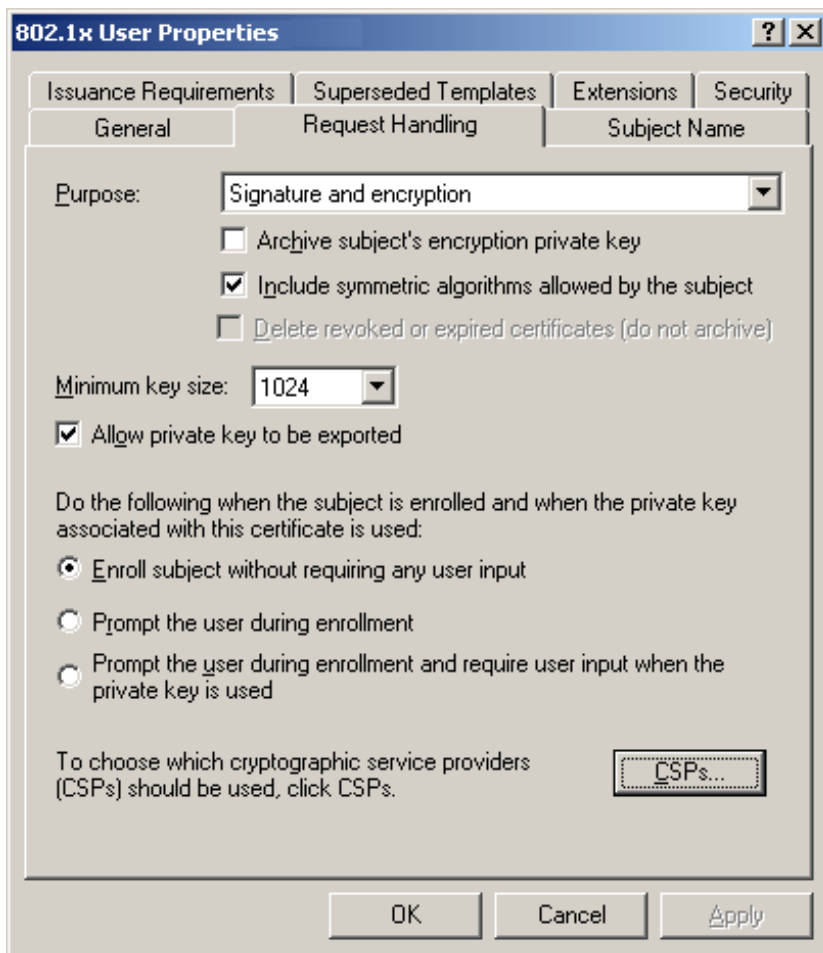 802.1x User Properties
Issuance Requirements Superseded Templates Extensions Security
General Request Handling Subject Name
Purpose: Signature and encryption
Archive subject's encryption private key
Include symmetric algorithms allowed by the subject
Delete revoked or expired certificates (do not archive)
Minimum key size: 1024
Allow private key to be exported
Do the following when the subject is enrolled and when the private key
associated with this certificate is used:
Enroll subject without requiring any user input
Prompt the user during enrollment
Prompt the user during enrollment and require user input when the
private key is used
To choose which cryptographic service providers
(CSPs) should be used, click CSPs.
CSPs...
OK Cancel Apply